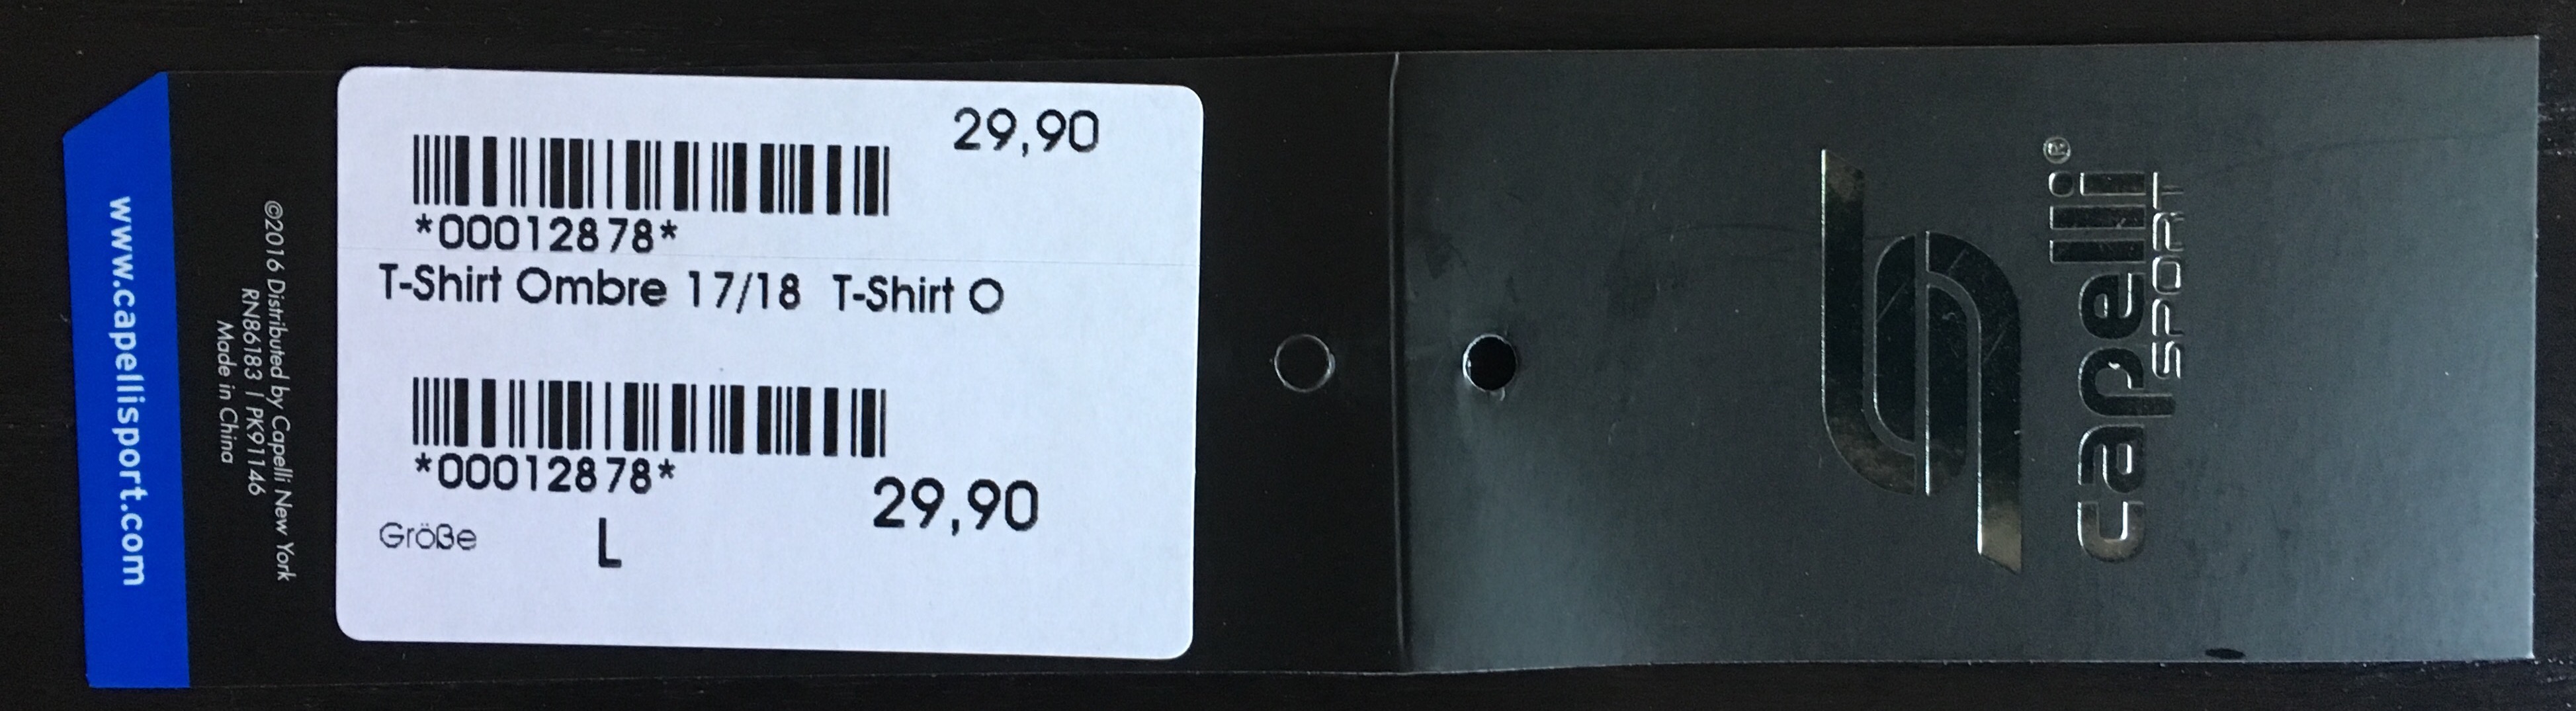 www.capellisport.com
©2016 Distributed by Capelli New York
RN86183 | PK91146
Made in China
29,90
*00012878*
T-Shirt Ombre 17/18 T-Shirt O
*00012878*
29,90
Größe L
capelli®
SPORT